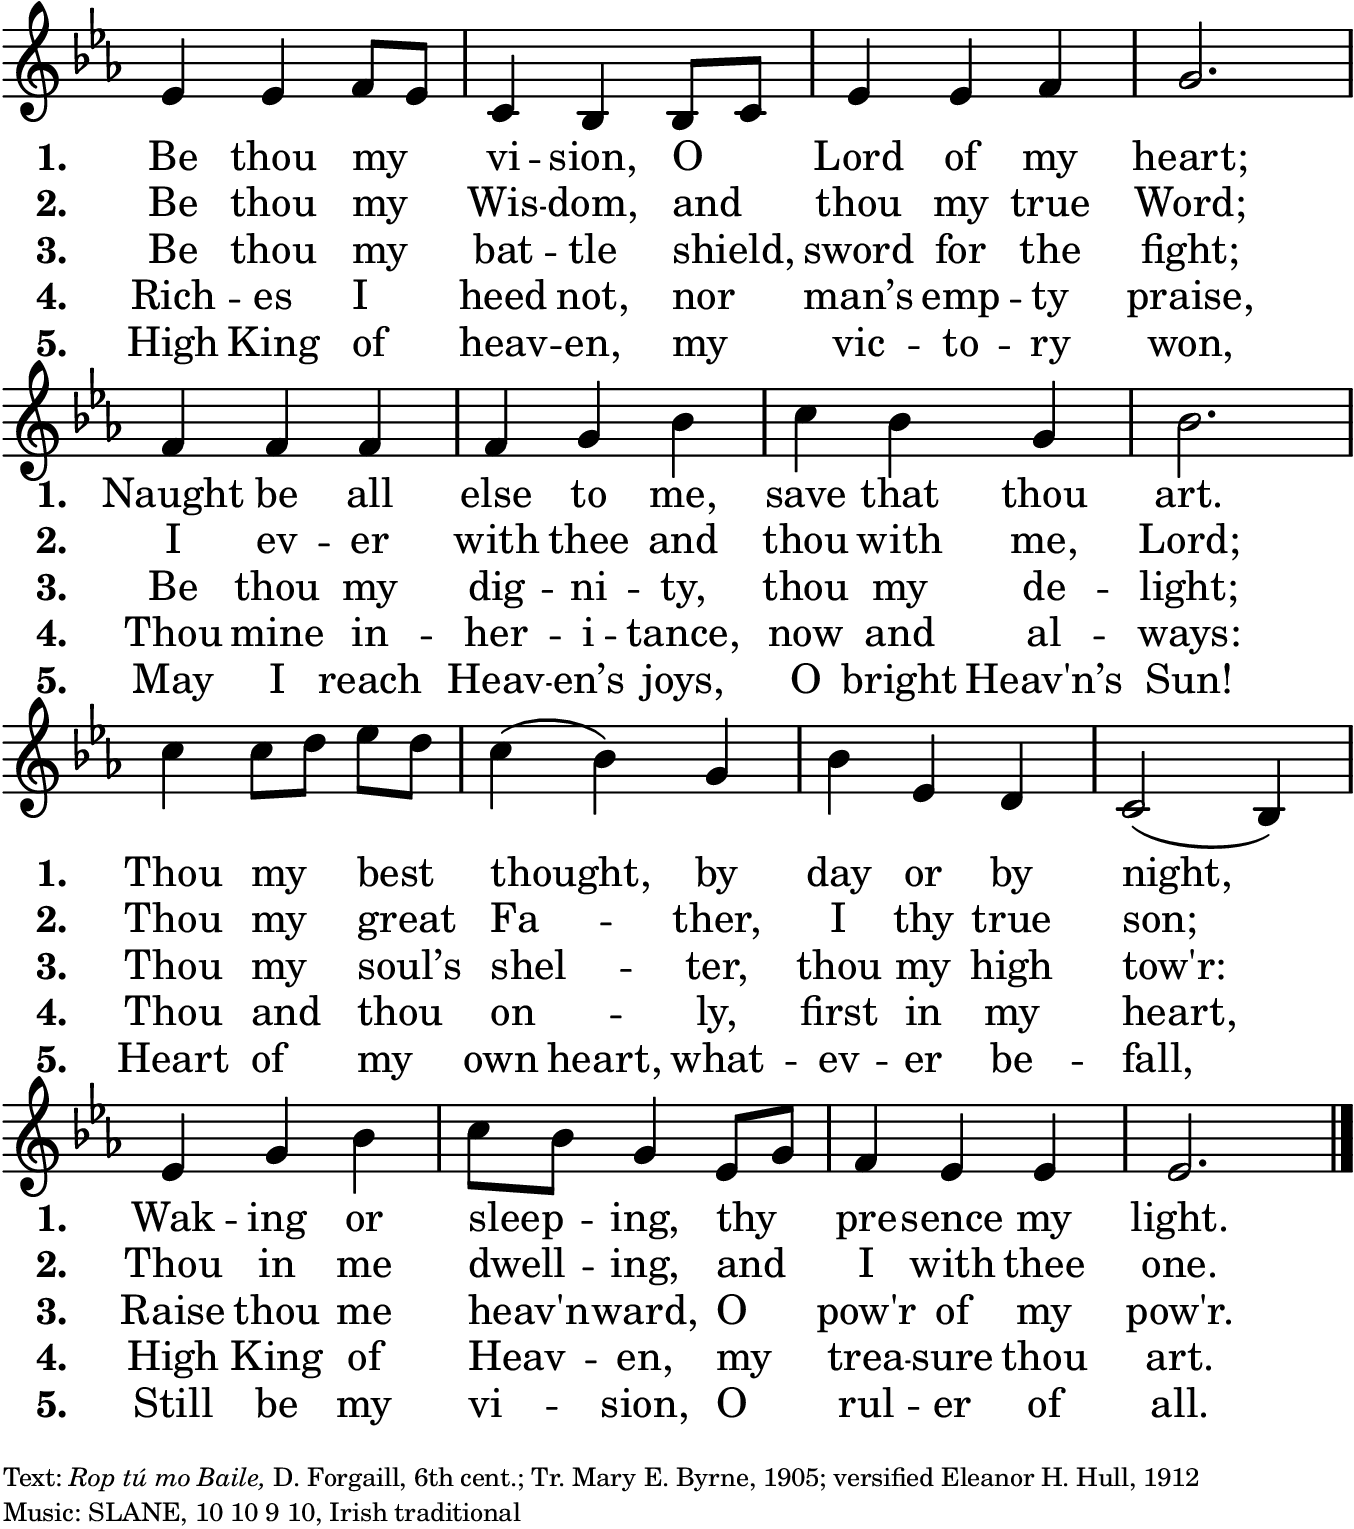 1. Be thou my vi - sion, O Lord of my heart;
2. Be thou my Wis - dom, and thou my true Word;
3. Be thou my bat - tle shield, sword for the fight;
4. Rich - es I heed not, nor man’s emp - ty praise,
5. High King of heav - en, my vic - to - ry won,
1. Naught be all else to me, save that thou art.
2. I ev - er with thee and thou with me, Lord;
3. Be thou my dig - ni - ty, thou my de - light;
4. Thou mine in - her - i - tance, now and al - ways:
5. May I reach Heav - en’s joys, O bright Heav'n’s Sun!
1. Thou my best thought, by day or by night,
2. Thou my great Fa - ther, I thy true son;
3. Thou my soul’s shel - ter, thou my high tow'r:
4. Thou and thou on - ly, first in my heart,
5. Heart of my own heart, what - ev - er be - fall,
1. Wak - ing or sleep - ing, thy presence my light.
2. Thou in me dwell - ing, and I with thee one.
3. Raise thou me heav'nward, O pow'r of my pow'r.
4. High King of Heav - en, my trea - sure thou art.
5. Still be my vi - sion, O rul - er of all.
Text: Rop tú mo Baile, D. Forgaill, 6th cent.; Tr. Mary E. Byrne, 1905; versified Eleanor H. Hull, 1912
Music: SLANE, 10 10 9 10, Irish traditional